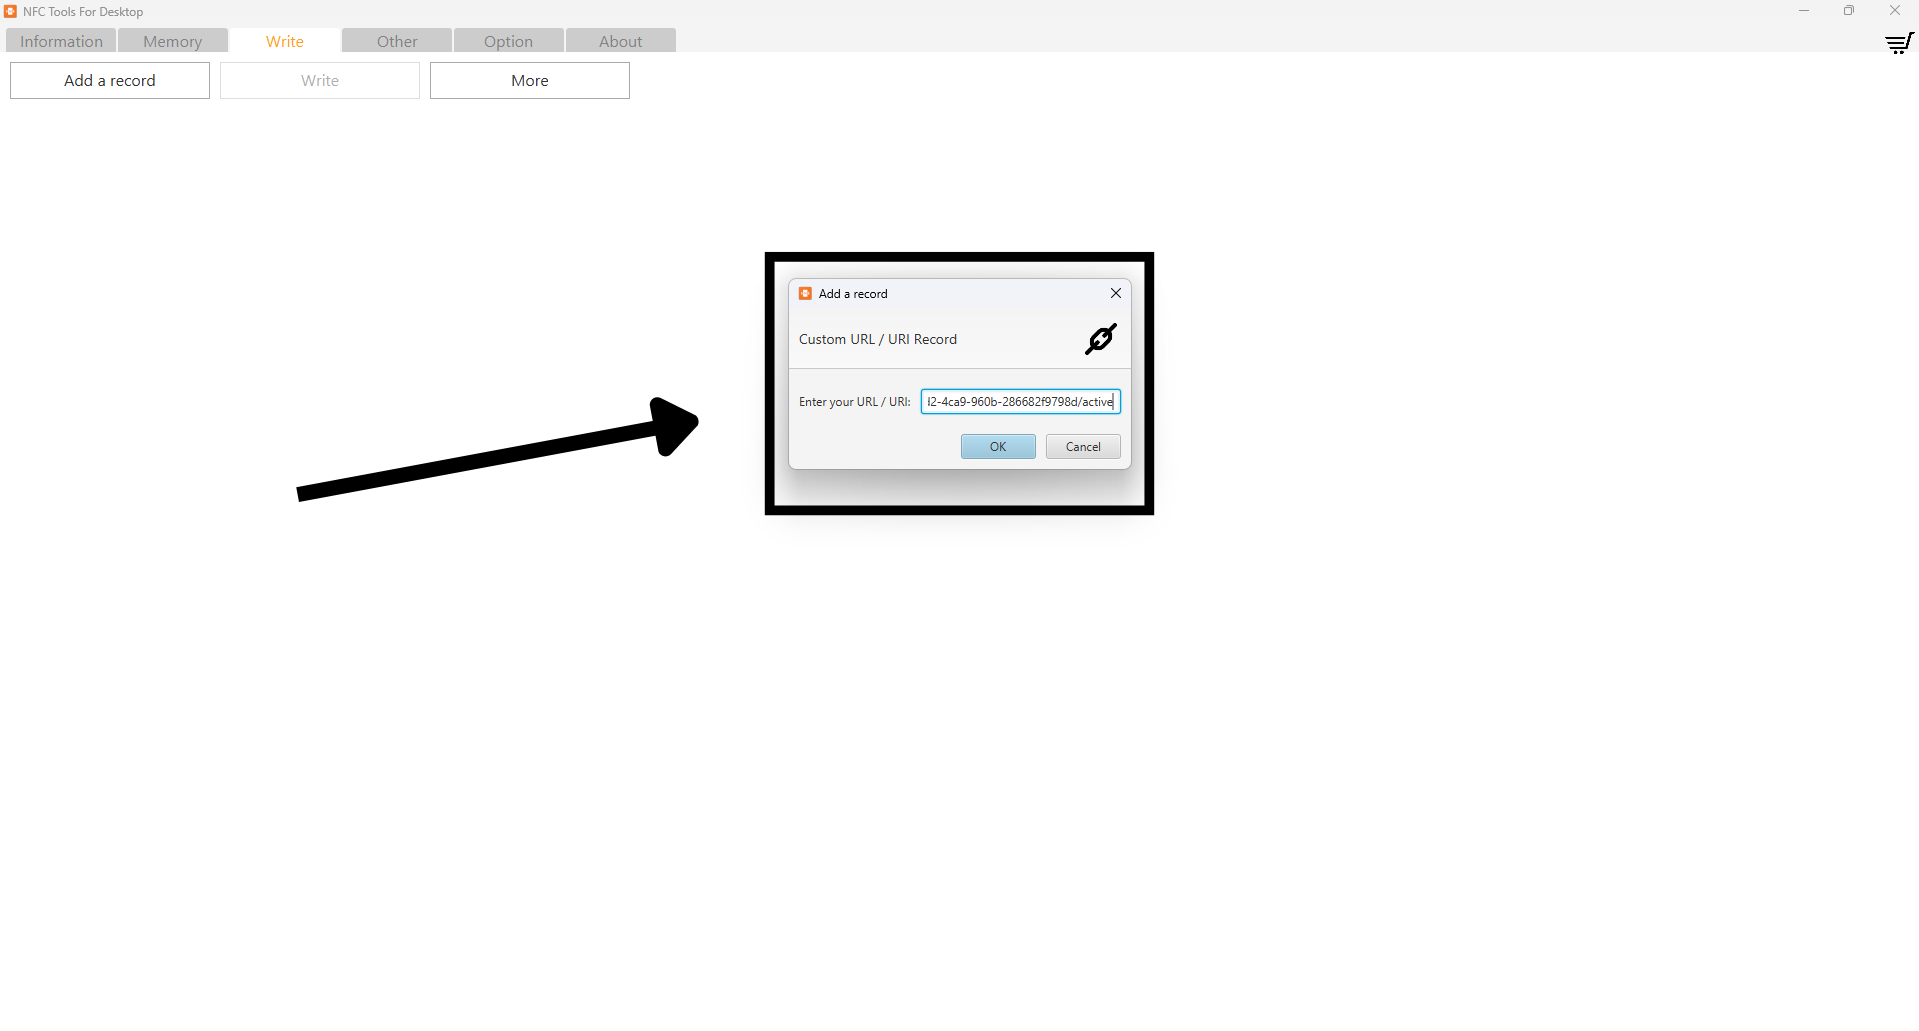 NFC Tools For Desktop
Information Memory Write Other Option About
Add a record Write More
Add a record
Custom URL / URI Record
Enter your URL / URI: 2-4ca9-960b-286682f9798d/active
OK Cancel